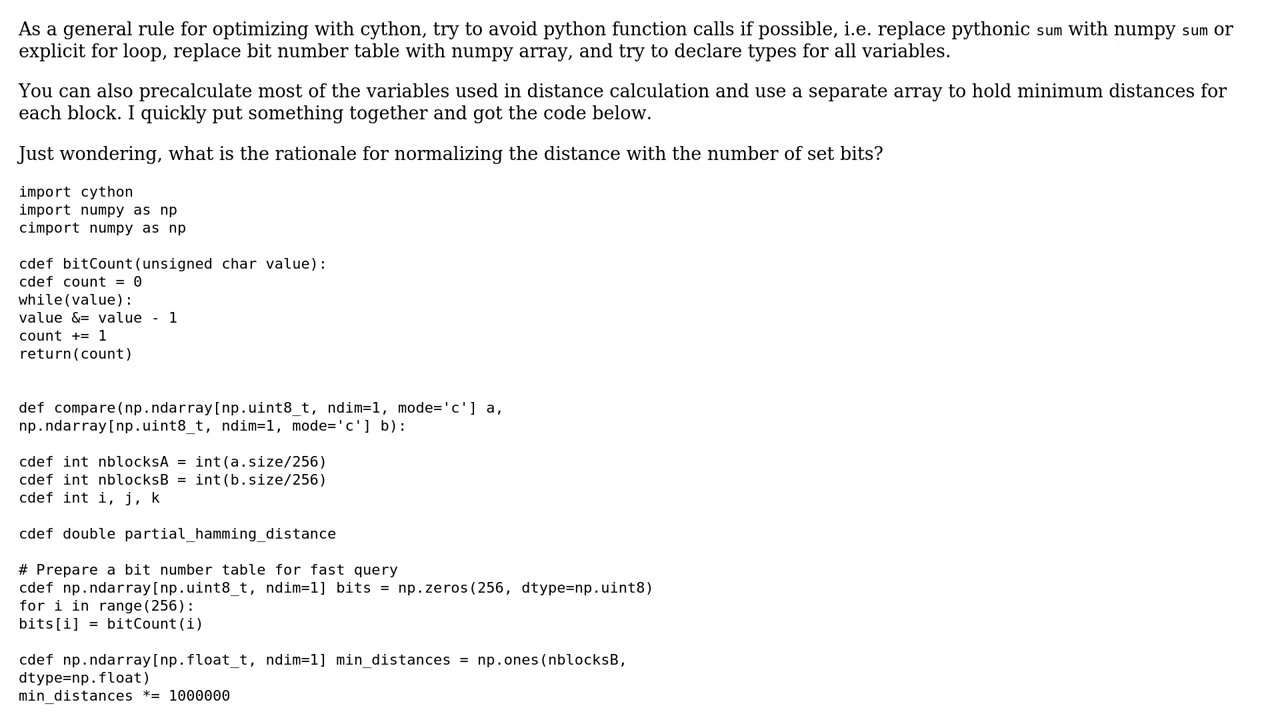 As a general rule for optimizing with cython, try to avoid python function calls if possible, i.e. replace pythonic sum with numpy sum or
explicit for loop, replace bit number table with numpy array, and try to declare types for all variables.
You can also precalculate most of the variables used in distance calculation and use a separate array to hold minimum distances for
each block. I quickly put something together and got the code below.
Just wondering, what is the rationale for normalizing the distance with the number of set bits?
import cython
import numpy as np
cimport numpy as np
cdef bitCount(unsigned char value):
cdef count = 0
while(value):
value &= value - 1
count += 1
return(count)
def compare(np.ndarray[np.uint8_t, ndim=1, mode='c'] a,
np.ndarray[np.uint8_t, ndim=1, mode='c'] b):
cdef int nblocksA = int(a.size/256)
cdef int nblocksB = int(b.size/256)
cdef int i, j, k
cdef double partial_hamming_distance
# Prepare a bit number table for fast query
cdef np.ndarray[np.uint8_t, ndim=1] bits = np.zeros(256, dtype=np.uint8)
for i in range(256):
bits[i] = bitCount(i)
cdef np.ndarray[np.float_t, ndim=1] min_distances = np.ones(nblocksB,
dtype=np.float)
min_distances *= 1000000